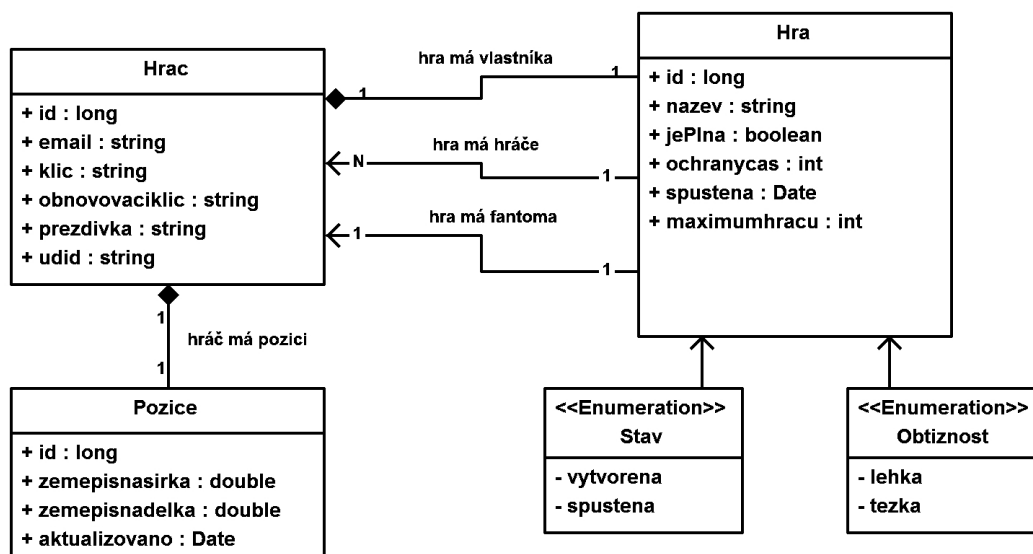 Hrac
+ id : long
+ email : string
+ klic : string
+ obnovovaciklic : string
+ prezdivka : string
+ udid : string
hra má vlastníka
1
1
hra má hráče
N
1
hra má fantoma
1
1
Hra
+ id : long
+ nazev : string
+ jePlna : boolean
+ ochranycas : int
+ spustena : Date
+ maximumhracu : int
1
hráč má pozici
1
Pozice
+ id : long
+ zemepisnasirka : double
+ zemepisnadelka : double
+ aktualizovano : Date
<<Enumeration>>
Stav
- vytvorena
- spustena
<<Enumeration>>
Obtiznost
- lehka
- tezka